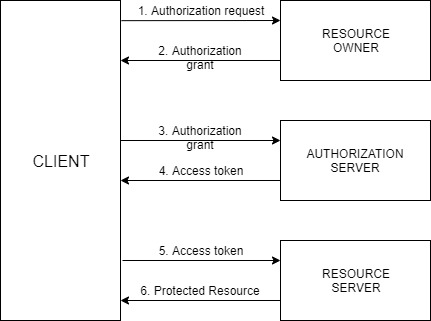 1. Authorization request
RESOURCE
OWNER
2. Authorization
grant
CLIENT
3. Authorization
grant
AUTHORIZATION
SERVER
4. Access token
5. Access token
RESOURCE
SERVER
6. Protected Resource